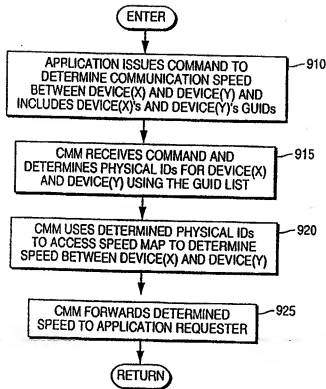 ENTER
APPLICATION ISSUES COMMAND TO
DETERMINE COMMUNICATION SPEED
BETWEEN DEVICE(X) AND DEVICE(Y) AND
INCLUDES DEVICE(X)'s AND DEVICE(Y)'s GUIDs
910
CMM RECEIVES COMMAND AND
DETERMINES PHYSICAL IDs FOR DEVICE(X)
AND DEVICE(Y) USING THE GUID LIST
915
CMM USES DETERMINED PHYSICAL IDs
TO ACCESS SPEED MAP TO DETERMINE
SPEED BETWEEN DEVICE(X) AND DEVICE(Y)
920
CMM FORWARDS DETERMINED
SPEED TO APPLICATION REQUESTER
925
RETURN